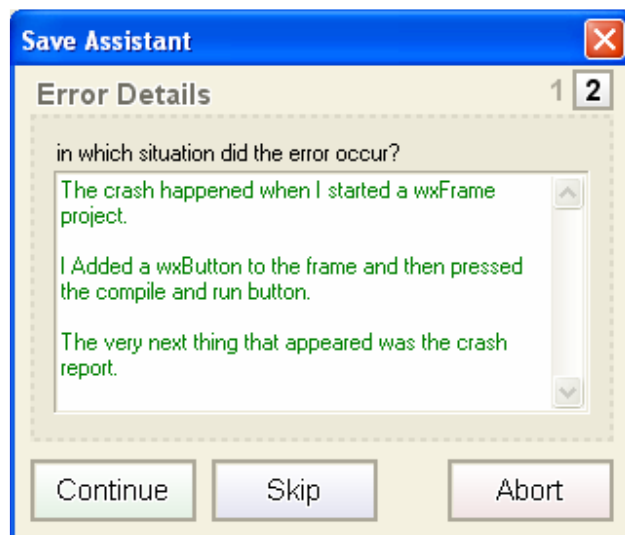 Save Assistant
Error Details
1 2
in which situation did the error occur?
The crash happened when I started a wxFrame
project.
I Added a wxButton to the frame and then pressed
the compile and run button.
The very next thing that appeared was the crash
report.
Continue Skip Abort